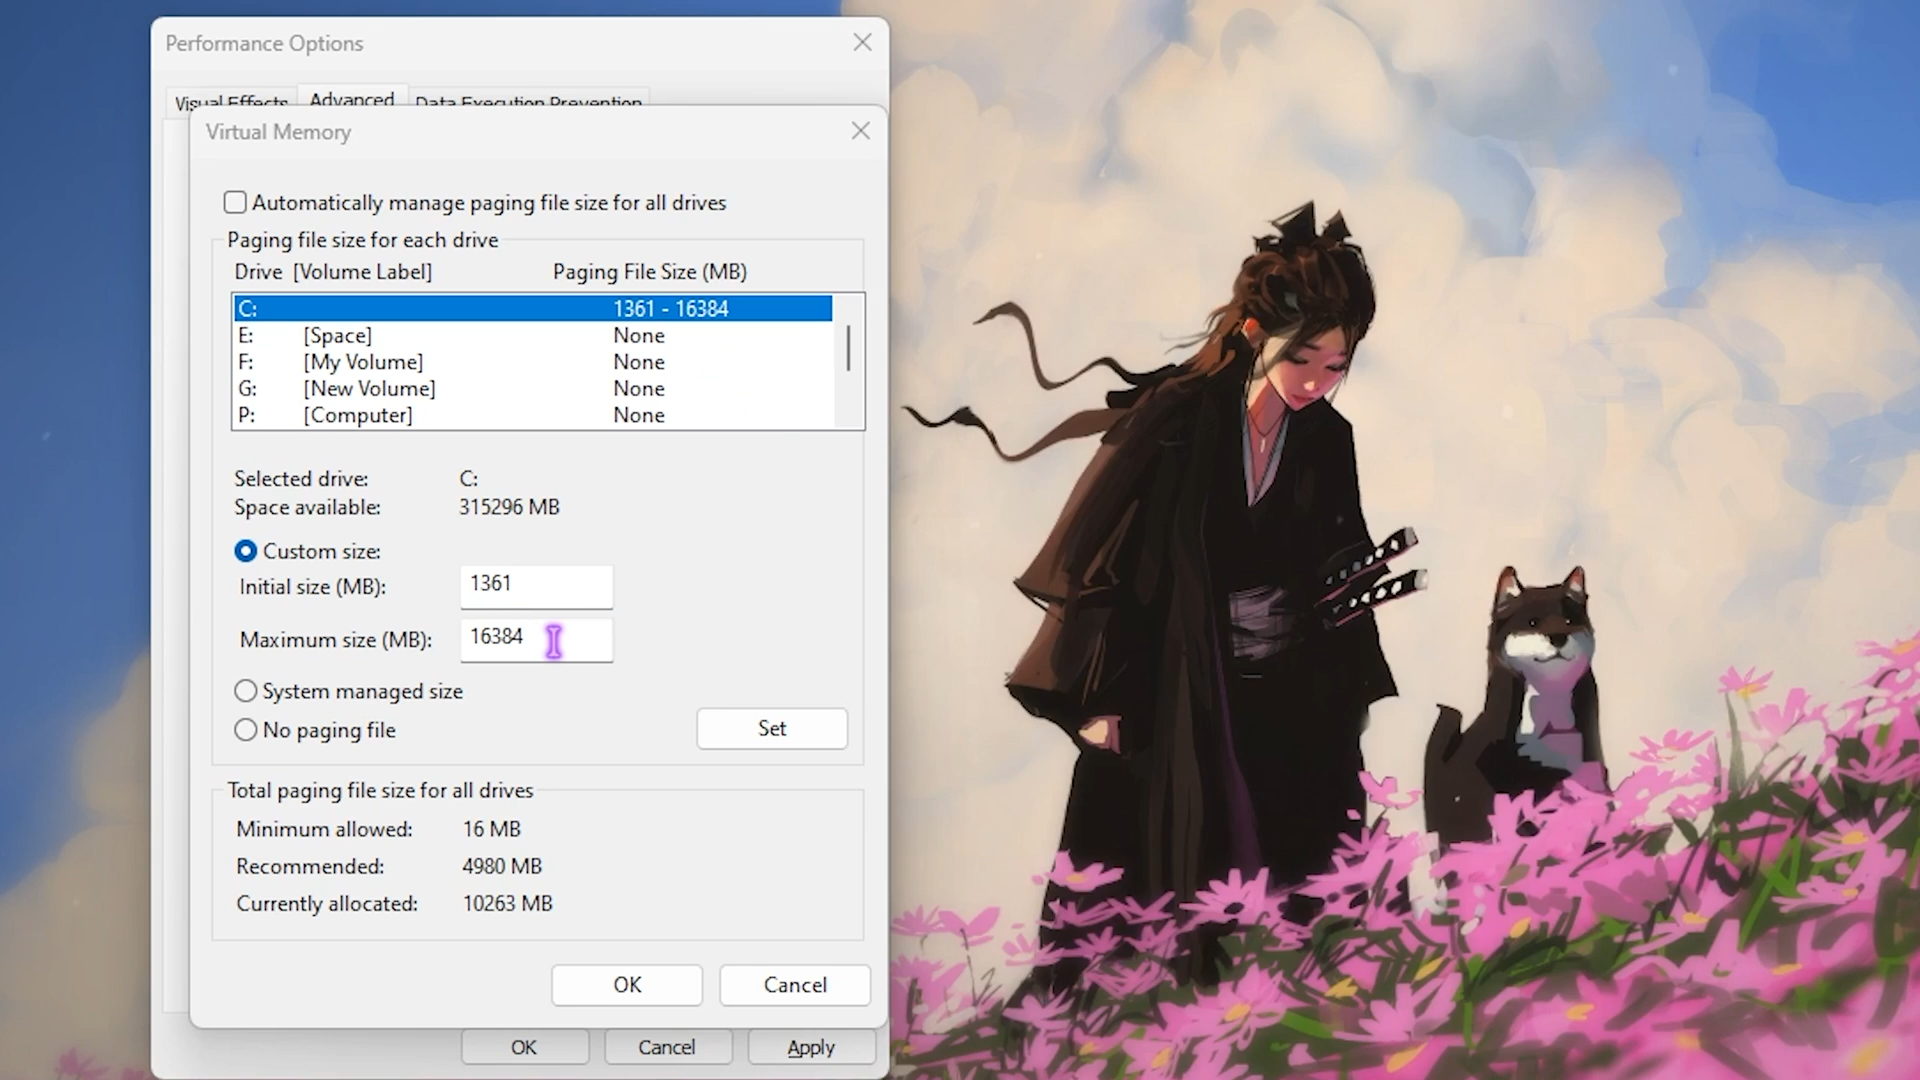 Performance Options
Visual Effects Advanced Data Execution Prevention
Virtual Memory
Automatically manage paging file size for all drives
Paging file size for each drive
Drive [Volume Label] Paging File Size (MB)
C: 1361 - 16384
E: [Space] None
F: [My Volume] None
G: [New Volume] None
P: [Computer] None
Selected drive: C:
Space available: 315296 MB
Custom size:
Initial size (MB): 1361
Maximum size (MB): 16384
System managed size
No paging file Set
Total paging file size for all drives
Minimum allowed: 16 MB
Recommended: 4980 MB
Currently allocated: 10263 MB
OK Cancel
OK Cancel Apply